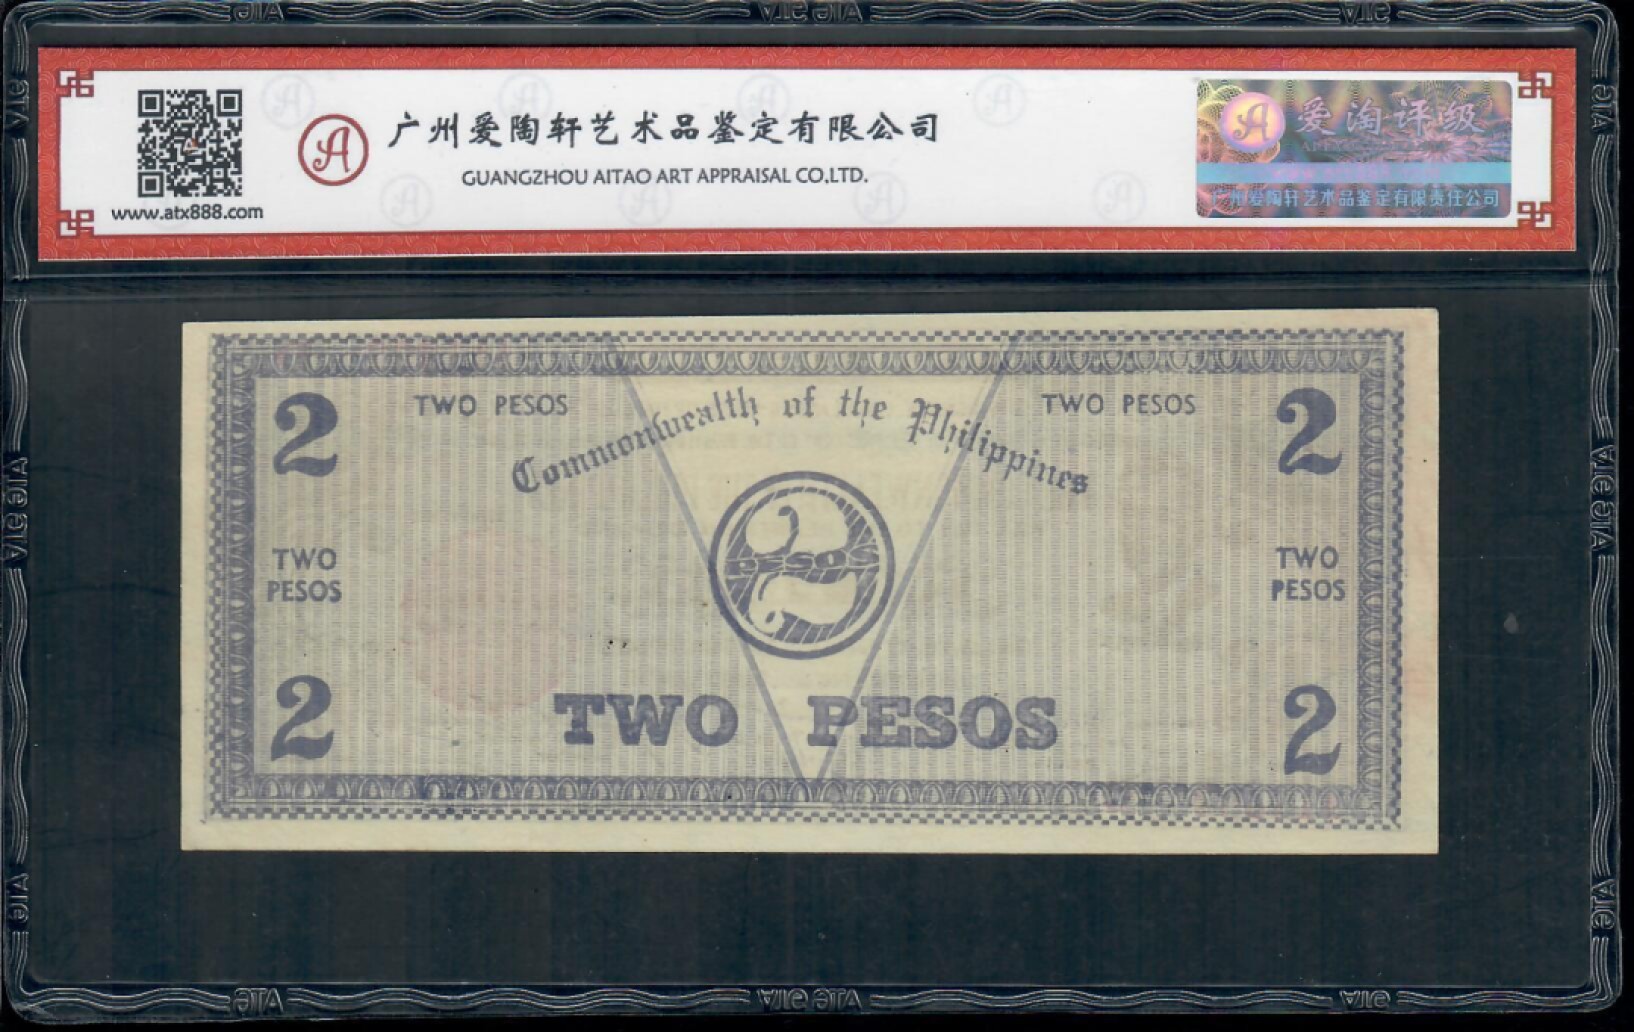 广州爱陶轩艺术品鉴定有限公司
GUANGZHOU AITAO ART APPRAISAL CO,LTD.
www.atx888.com
爱淘评级
广州爱陶轩艺术品鉴定有限责任公司
2
TWO PESOS
Commonwealth of the Philippines
TWO PESOS
2
TWO
PESOS
PESOS
TWO
PESOS
2
TWO PESOS
2